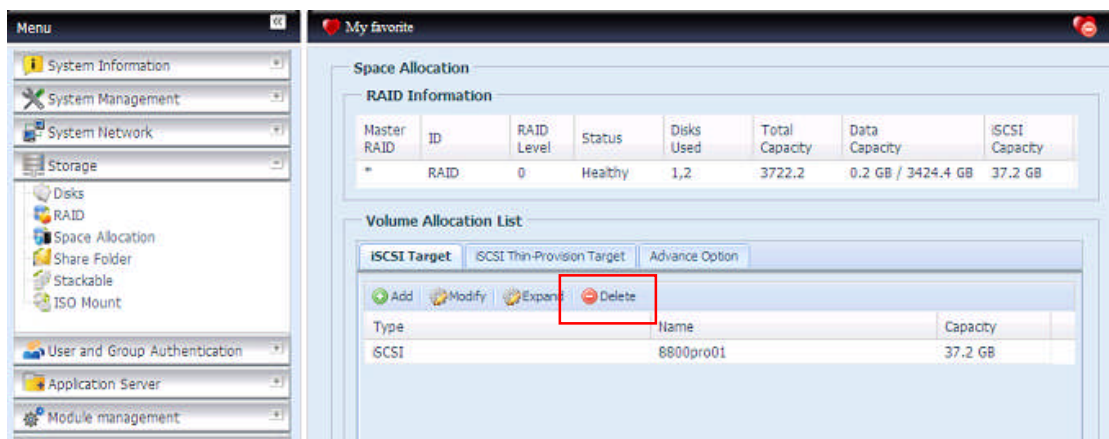 Menu
My favorite
System Information
System Management
System Network
Storage
Disks
RAID
Space Allocation
Share Folder
Stackable
ISO Mount
User and Group Authentication
Application Server
Module management
Space Allocation
RAID Information
Master RAID ID RAID Level Status Disks Used Total Capacity Data Capacity iSCSI Capacity
* RAID 0 Healthy 1,2 3722.2 0.2 GB / 3424.4 GB 37.2 GB
Volume Allocation List
iSCSI Target iSCSI Thin-Provision Target Advance Option
Add Modify Expand Delete
Type Name Capacity
iSCSI 8800pro01 37.2 GB